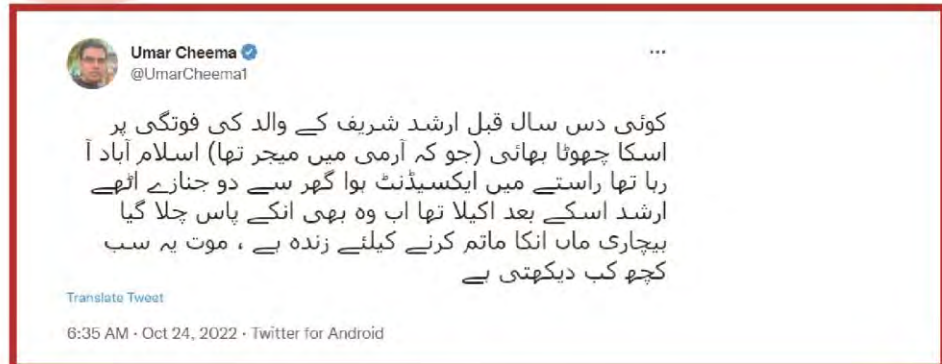 Umar Cheema
@UmarCheema1
...
کوئی دس سال قبل ارشد شریف کے والد کی فوتگی پر
اسکا چھوٹا بھائی (جو کہ آرمی میں میجر تھا) اسلام آباد آ
رہا تھا راستے میں ایکسیڈنٹ ہوا گھر سے دو جنازے اٹھے
ارشد اسکے بعد اکیلا تھا اب وہ بھی انکے پاس چلا گیا
بیچاری ماں انکا ماتم کرنے کیلئے زندہ ہے ، موت یہ سب
کچھ کب دیکھتی ہے
Translate Tweet
6:35 AM · Oct 24, 2022 · Twitter for Android